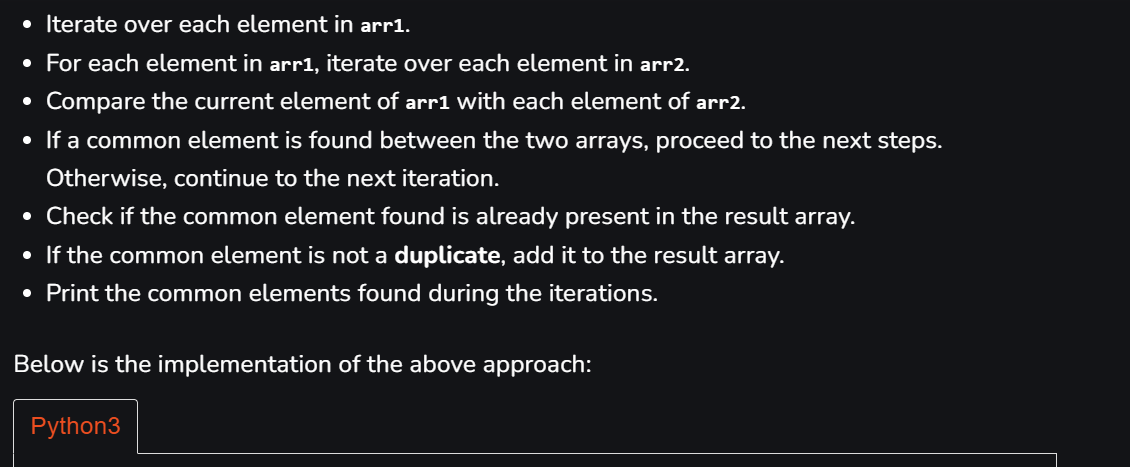 • Iterate over each element in arr1.
• For each element in arr1, iterate over each element in arr2.
• Compare the current element of arr1 with each element of arr2.
• If a common element is found between the two arrays, proceed to the next steps.
Otherwise, continue to the next iteration.
• Check if the common element found is already present in the result array.
• If the common element is not a duplicate, add it to the result array.
• Print the common elements found during the iterations.
Below is the implementation of the above approach:
Python3